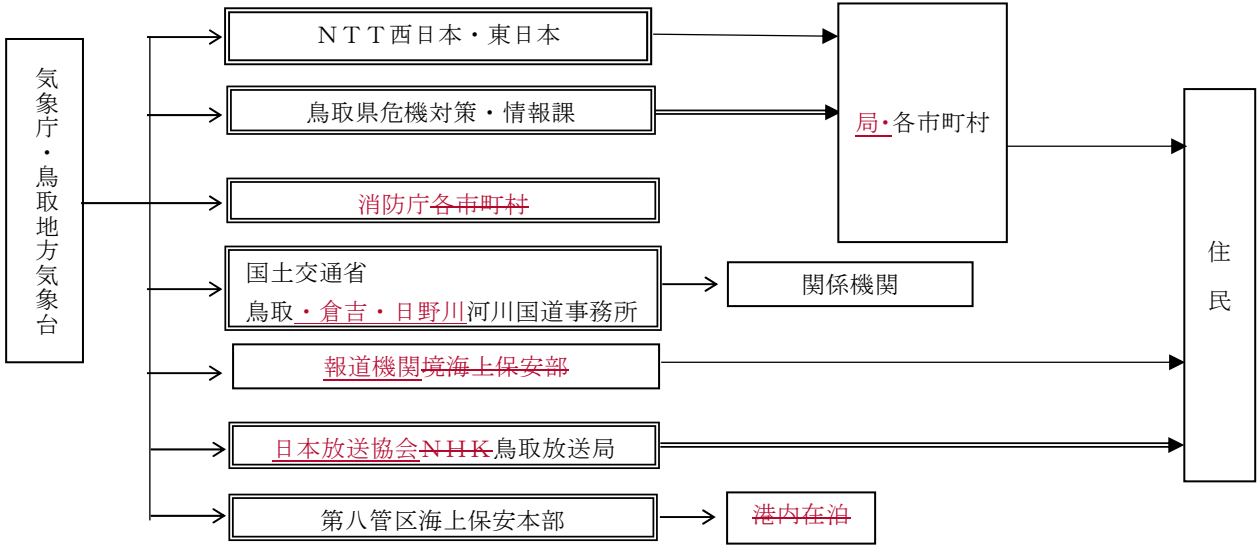 気象庁・鳥取地方気象台
ＮＴＴ西日本・東日本
鳥取県危機対策・情報課
消防庁各市町村
国土交通省
鳥取・倉吉・日野川河川国道事務所
報道機関境海上保安部
日本放送協会ＮＨＫ鳥取放送局
第八管区海上保安本部
局・各市町村
関係機関
港内在泊
住民